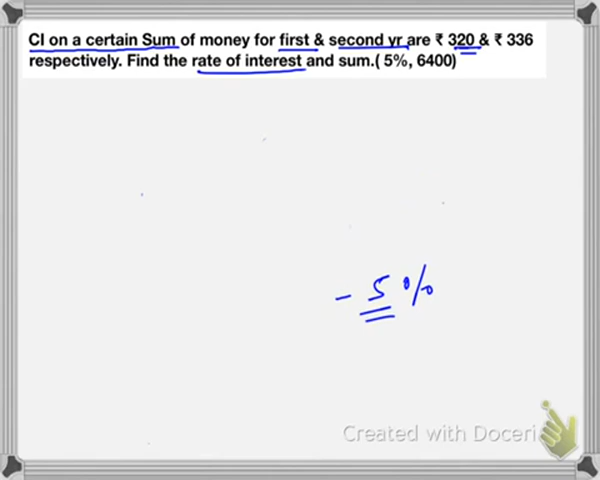 CI on a certain Sum of money for first & second yr are ₹ 320 & ₹ 336
respectively. Find the rate of interest and sum.( 5%, 6400)
- 5 %
Created with Doceri